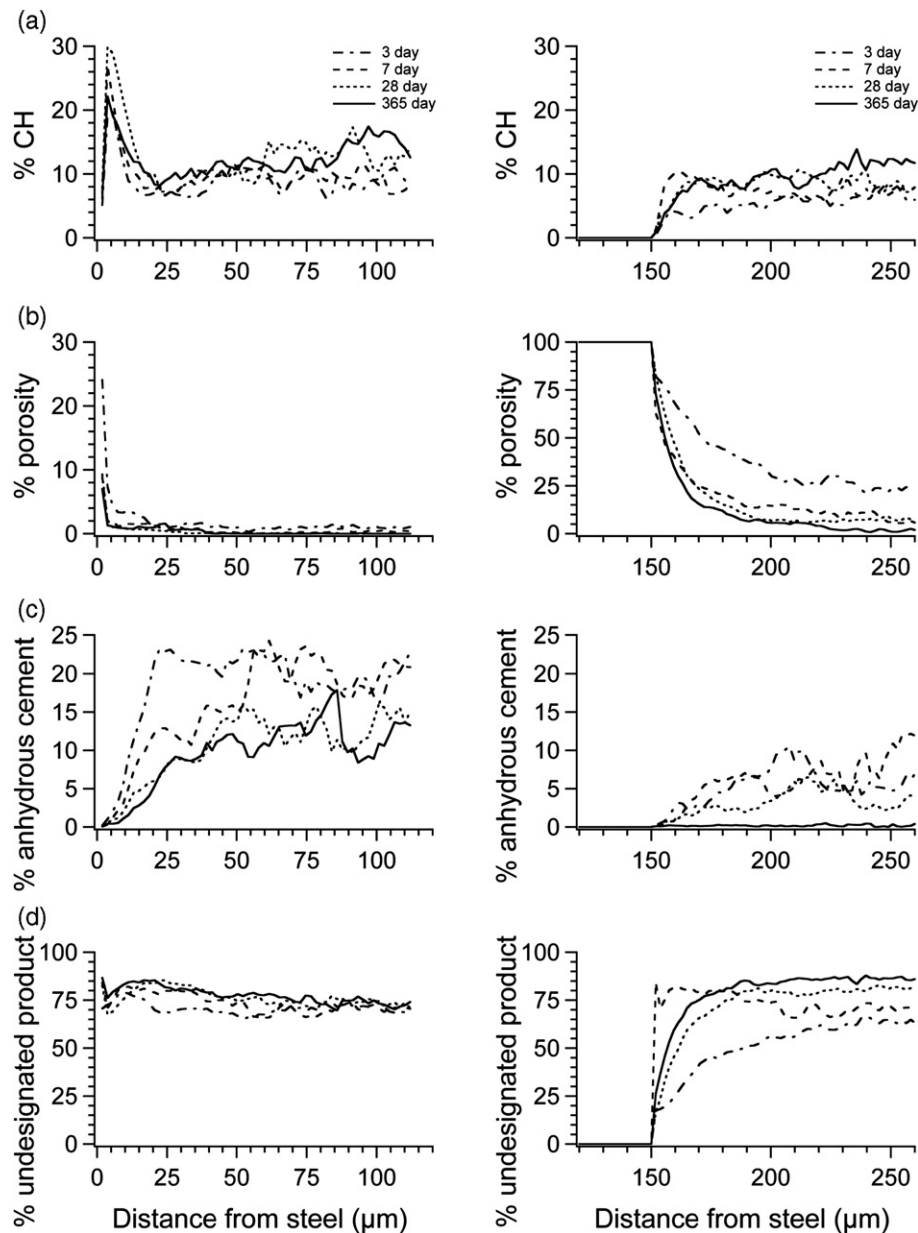 (a)
30
20
10
0
% CH
3 day
7 day
28 day
365 day
0 25 50 75 100
30
20
10
0
% CH
3 day
7 day
28 day
365 day
150 200 250
(b)
30
20
10
0
% porosity
0 25 50 75 100
100
75
50
25
0
% porosity
150 200 250
(c)
25
20
15
10
5
0
% anhydrous cement
0 25 50 75 100
25
20
15
10
5
0
% anhydrous cement
150 200 250
(d)
100
75
50
25
0
% undesignated product
0 25 50 75 100
Distance from steel (µm)
100
75
50
25
0
% undesignated product
150 200 250
Distance from steel (µm)